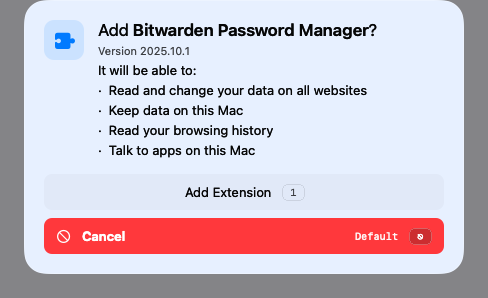 Add Bitwarden Password Manager?
Version 2025.10.1
It will be able to:
· Read and change your data on all websites
· Keep data on this Mac
· Read your browsing history
· Talk to apps on this Mac
Add Extension 1
Cancel Default